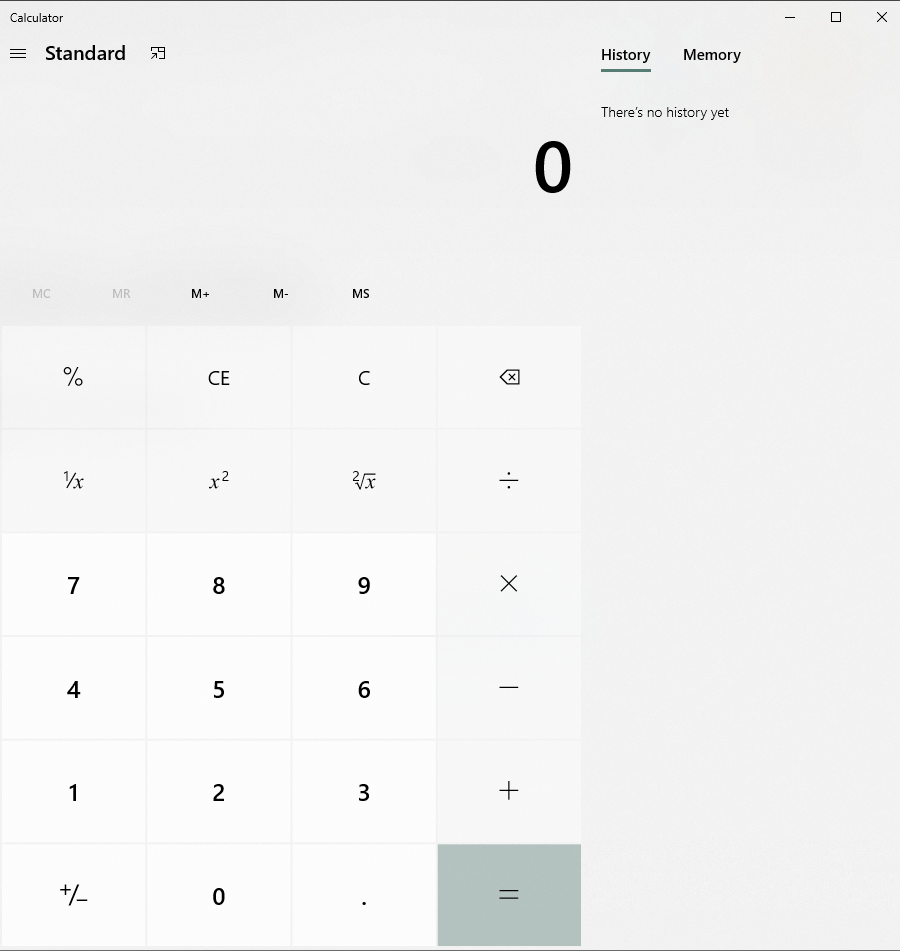 Calculator
Standard
History Memory
There's no history yet
0
MC MR M+ M- MS
% CE C
¹/x x² ²√x ÷
7 8 9 ×
4 5 6 −
1 2 3 +
+/− 0 . =